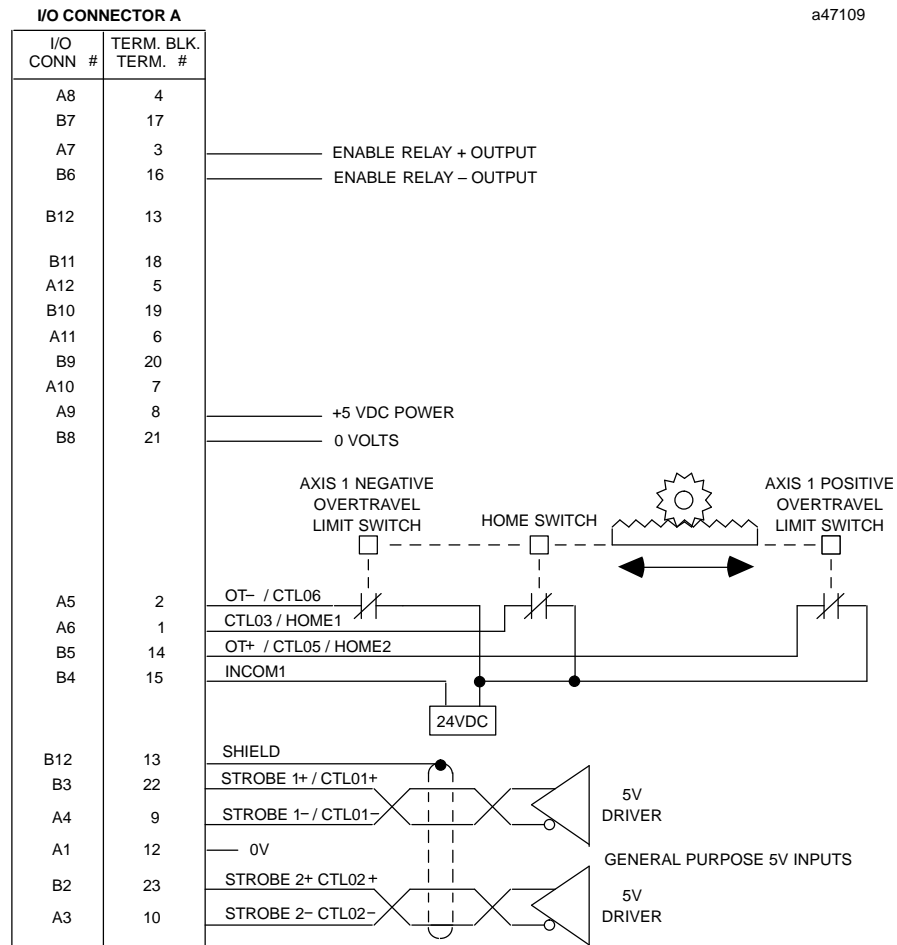 I/O CONNECTOR A
a47109
I/O CONN # TERM. BLK. TERM. #
A8 4
B7 17
A7 3 ENABLE RELAY + OUTPUT
B6 16 ENABLE RELAY – OUTPUT
B12 13
B11 18
A12 5
B10 19
A11 6
B9 20
A10 7
A9 8 +5 VDC POWER
B8 21 0 VOLTS
AXIS 1 NEGATIVE
OVERTRAVEL
LIMIT SWITCH
HOME SWITCH
AXIS 1 POSITIVE
OVERTRAVEL
LIMIT SWITCH
A5 2 OT– / CTL06
A6 1 CTL03 / HOME1
B5 14 OT+ / CTL05 / HOME2
B4 15 INCOM1
24VDC
B12 13 SHIELD
B3 22 STROBE 1+ / CTL01+
A4 9 STROBE 1– / CTL01–
5V
DRIVER
A1 12 0V
GENERAL PURPOSE 5V INPUTS
B2 23 STROBE 2+ CTL02 +
A3 10 STROBE 2– CTL02–
5V
DRIVER